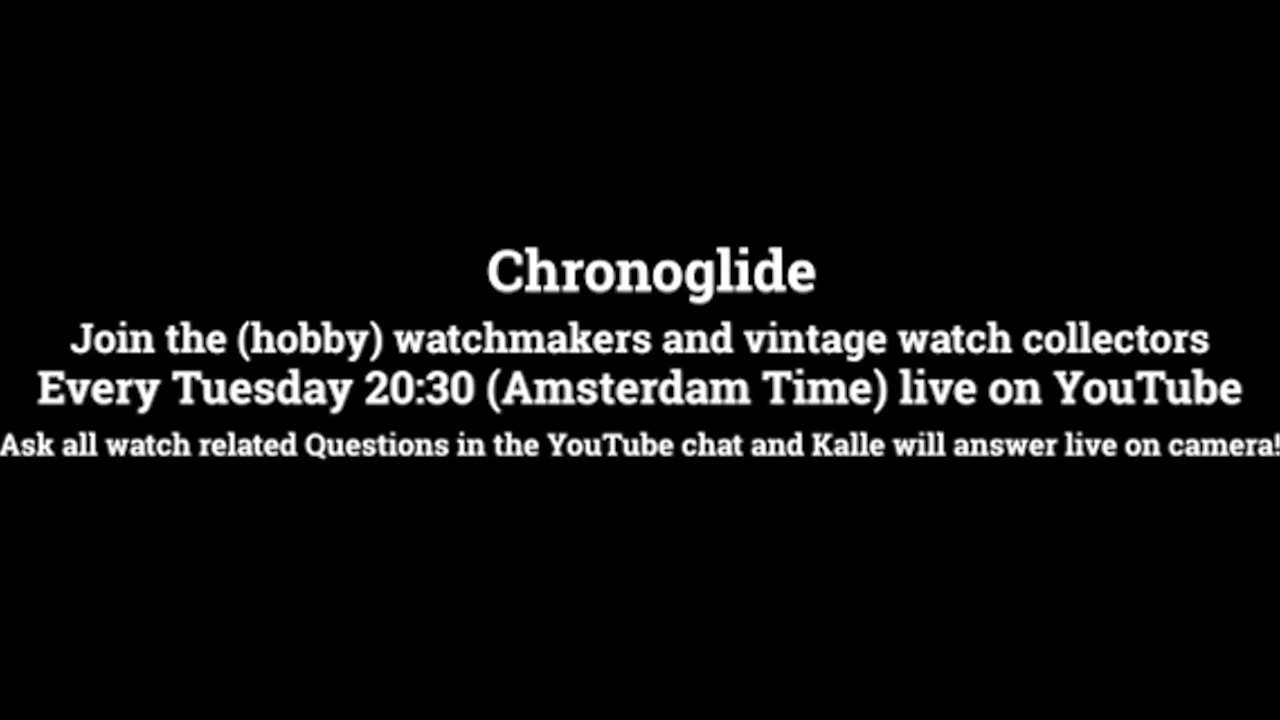 Chronoglide
Join the (hobby) watchmakers and vintage watch collectors
Every Tuesday 20:30 (Amsterdam Time) live on YouTube
Ask all watch related Questions in the YouTube chat and Kalle will answer live on camera!